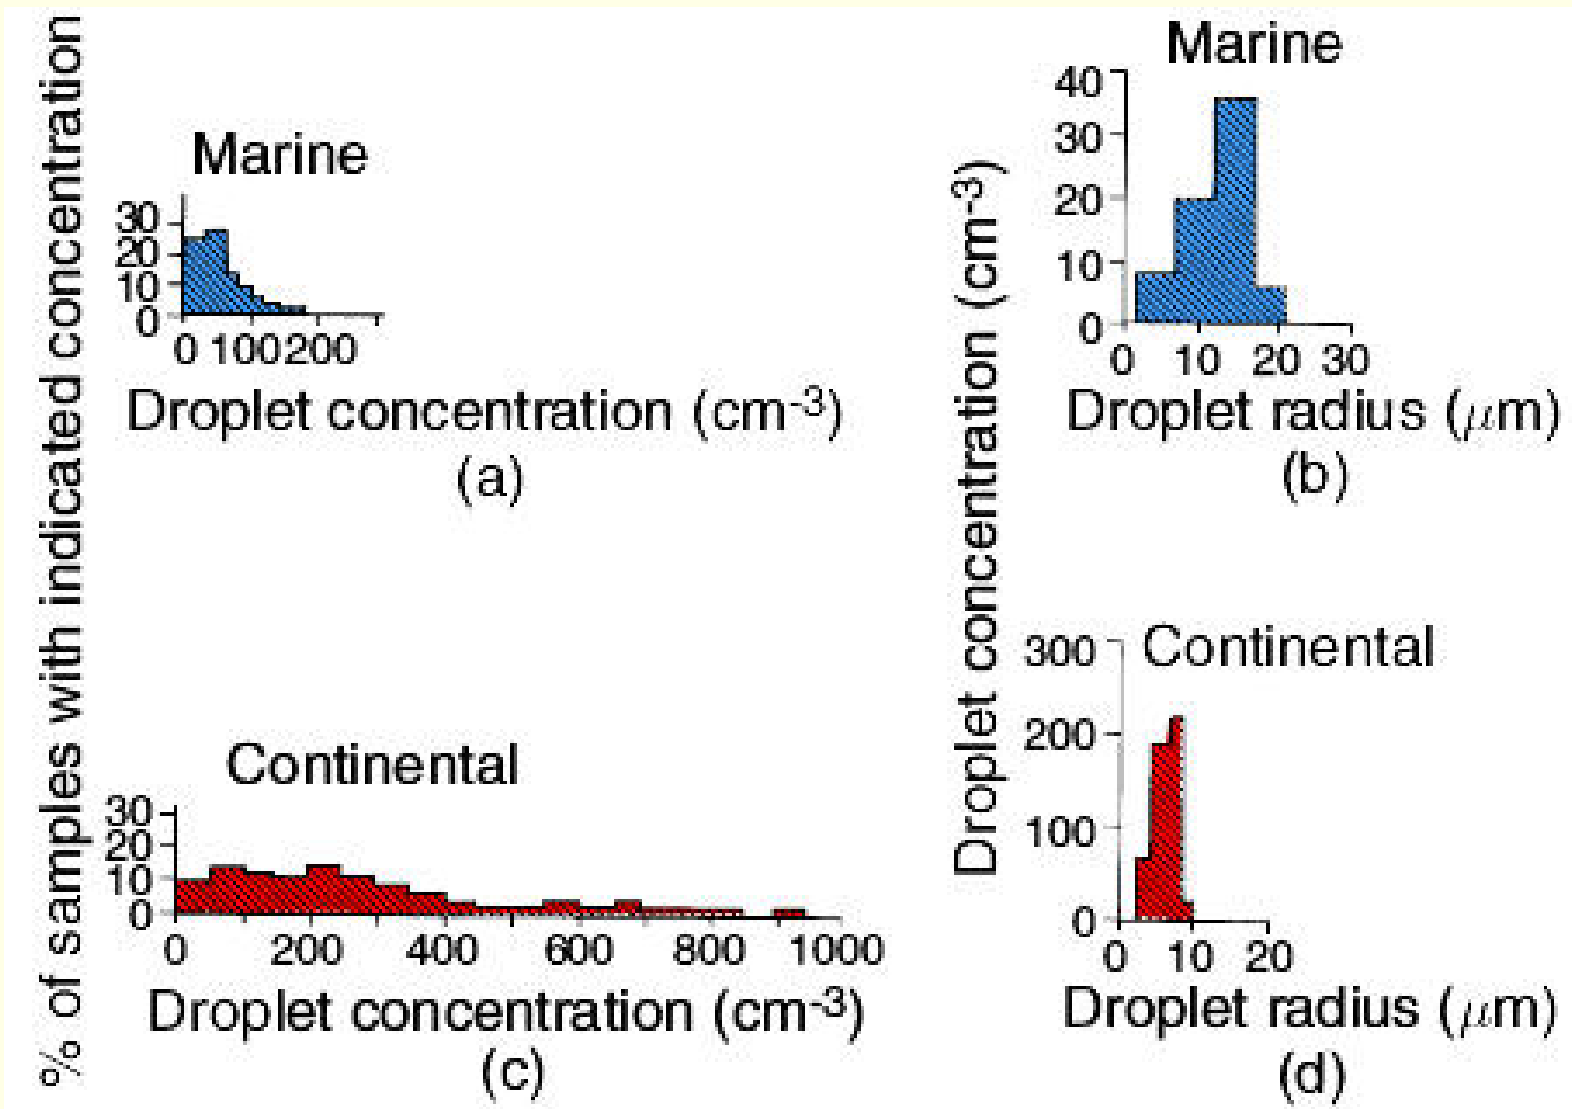 % of samples with indicated concentration
Marine
30
20
10
0
0 100 200
Droplet concentration (cm-3)
(a)
Droplet concentration (cm-3)
Marine
40
30
20
10
0
0 10 20 30
Droplet radius (μm)
(b)
Continental
30
20
10
0
0 200 400 600 800 1000
Droplet concentration (cm-3)
(c)
Continental
300
200
100
0
0 10 20
Droplet radius (μm)
(d)